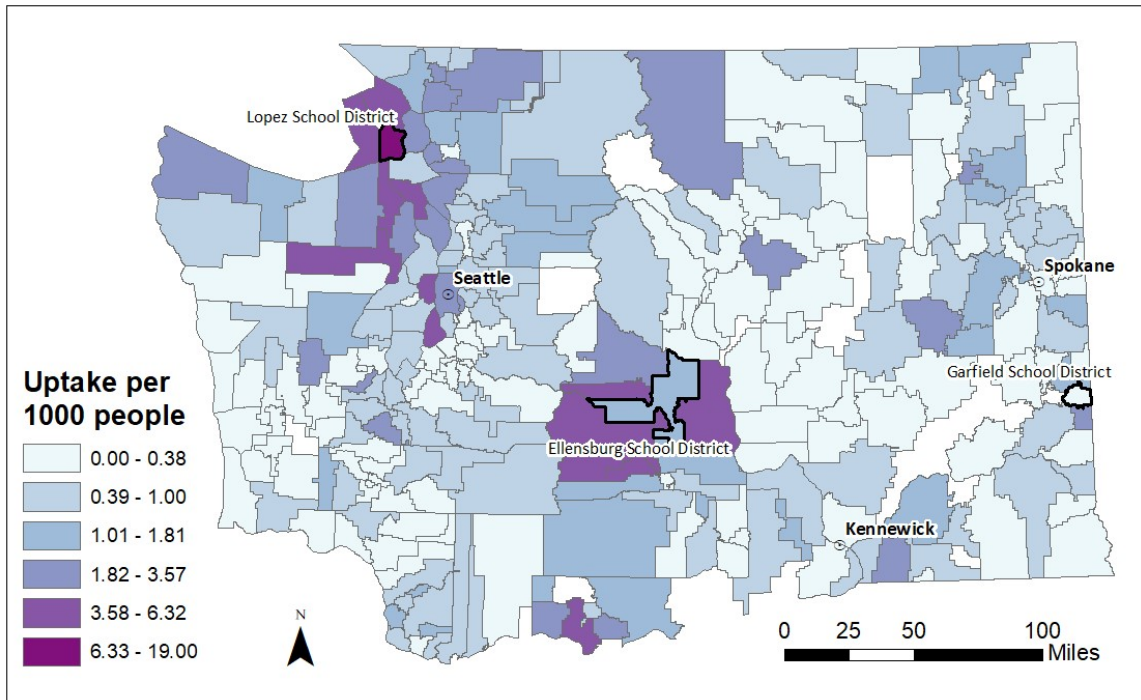 Lopez School District
Seattle
Spokane
Garfield School District
Ellensburg School District
Kennewick
Uptake per
1000 people
0.00 - 0.38
0.39 - 1.00
1.01 - 1.81
1.82 - 3.57
3.58 - 6.32
6.33 - 19.00
N
0 25 50 100
Miles